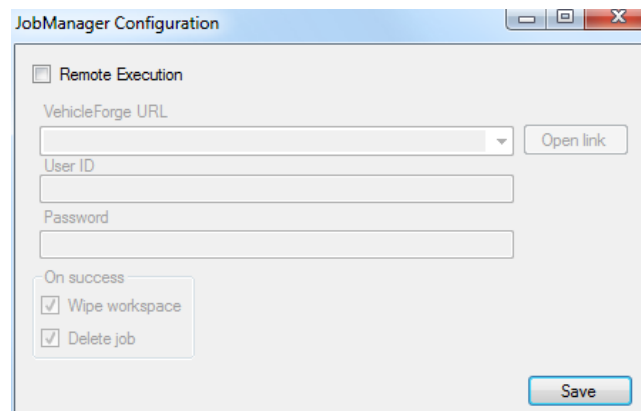 JobManager Configuration
Remote Execution
VehicleForge URL
Open link
User ID
Password
On success
Wipe workspace
Delete job
Save